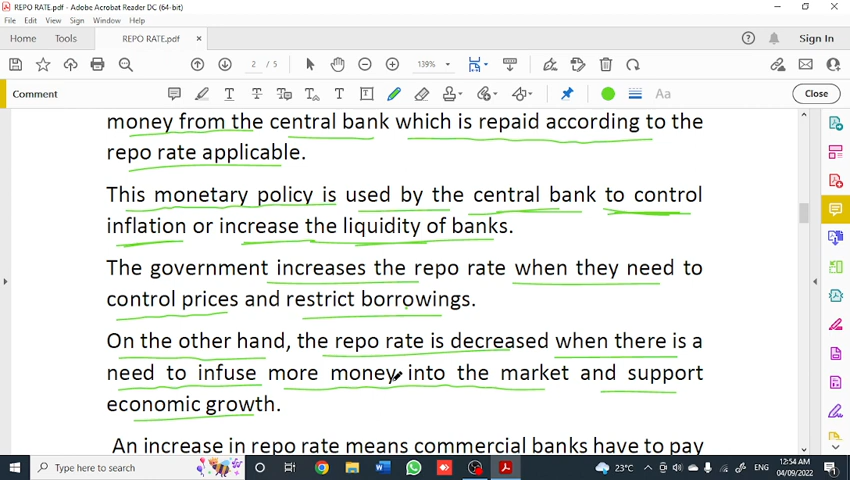 REPO RATE.pdf - Adobe Acrobat Reader DC (64-bit)
File Edit View Sign Window Help
Home Tools REPO RATE.pdf × Sign In
2 / 5 139%
Comment Aa Close
money from the central bank which is repaid according to the
repo rate applicable.
This monetary policy is used by the central bank to control
inflation or increase the liquidity of banks.
The government increases the repo rate when they need to
control prices and restrict borrowings.
On the other hand, the repo rate is decreased when there is a
need to infuse more money into the market and support
economic growth.
An increase in repo rate means commercial banks have to pay
Type here to search
23°C ENG 12:54 AM
04/09/2022